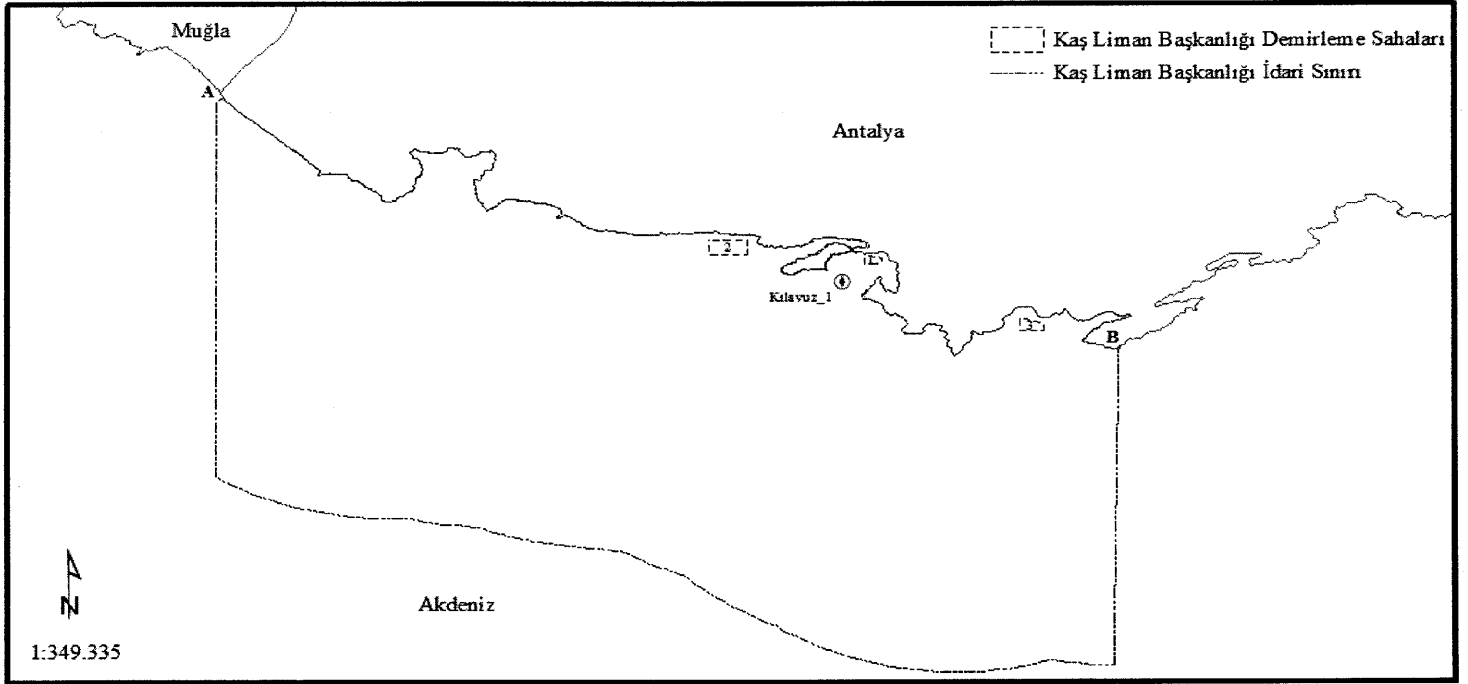 Muğla
Kaş Liman Başkanlığı Demirleme Sahaları
Kaş Liman Başkanlığı İdari Sınırı
A
Antalya
2
1
Kılavuz_1
3
B
Akdeniz
N
1:349.335